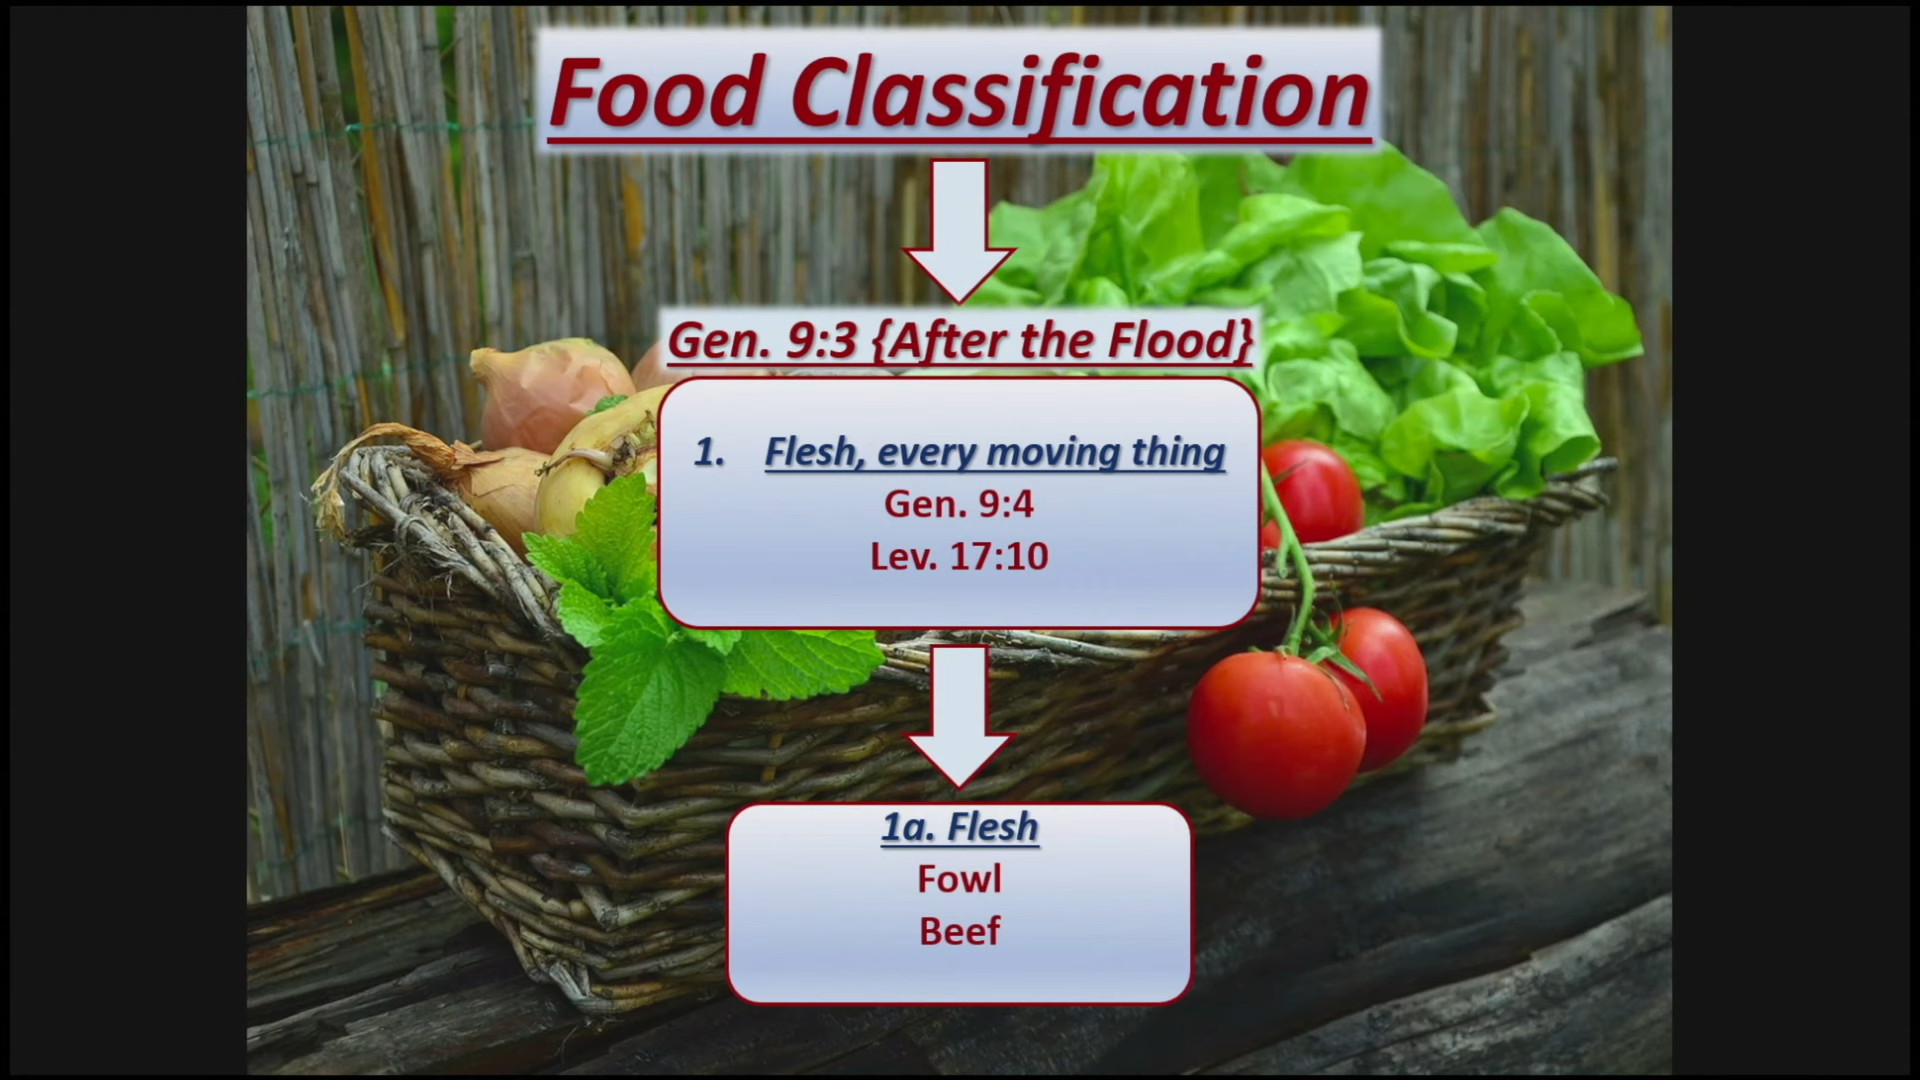 Food Classification
Gen. 9:3 {After the Flood}
1. Flesh, every moving thing
Gen. 9:4
Lev. 17:10
1a. Flesh
Fowl
Beef